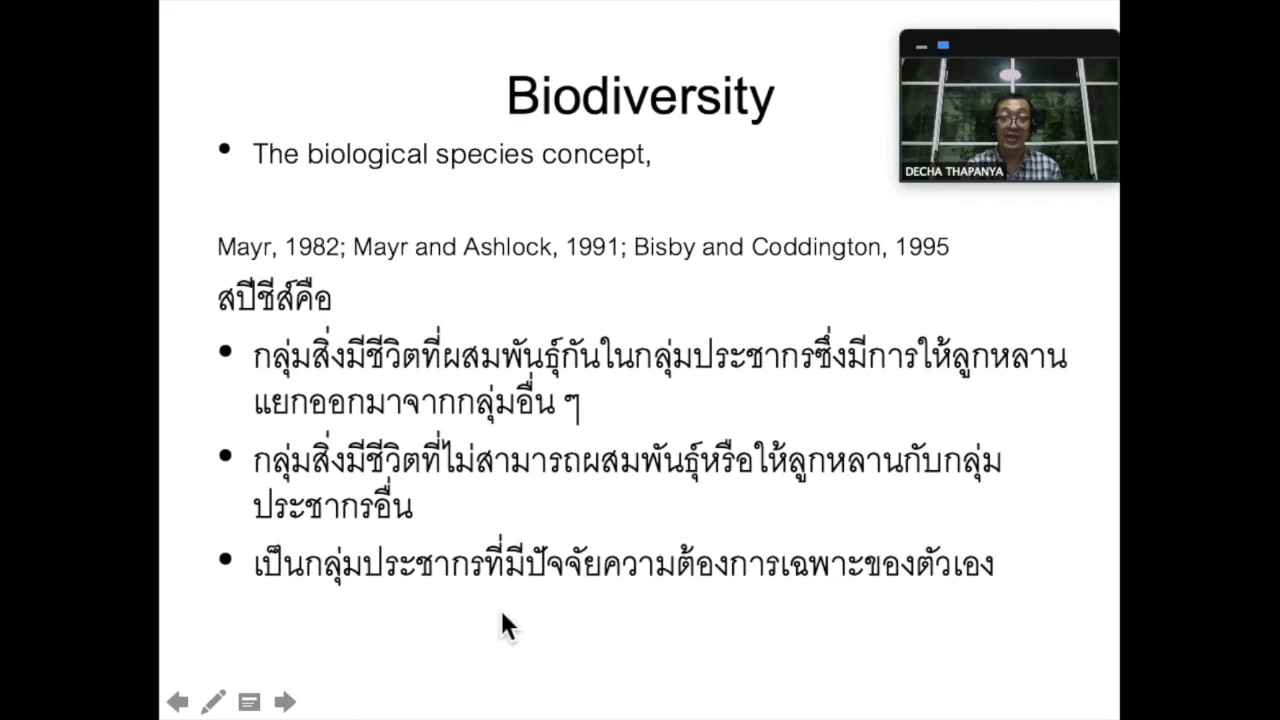 Biodiversity
• The biological species concept,
DECHA THAPANYA
Mayr, 1982; Mayr and Ashlock, 1991; Bisby and Coddington, 1995
สปีชีส์คือ
• กลุ่มสิ่งมีชีวิตที่ผสมพันธุ์กันในกลุ่มประชากรซึ่งมีการให้ลูกหลาน
แยกออกมาจากกลุ่มอื่น ๆ
• กลุ่มสิ่งมีชีวิตที่ไม่สามารถผสมพันธุ์หรือให้ลูกหลานกับกลุ่ม
ประชากรอื่น
• เป็นกลุ่มประชากรที่มีปัจจัยความต้องการเฉพาะของตัวเอง